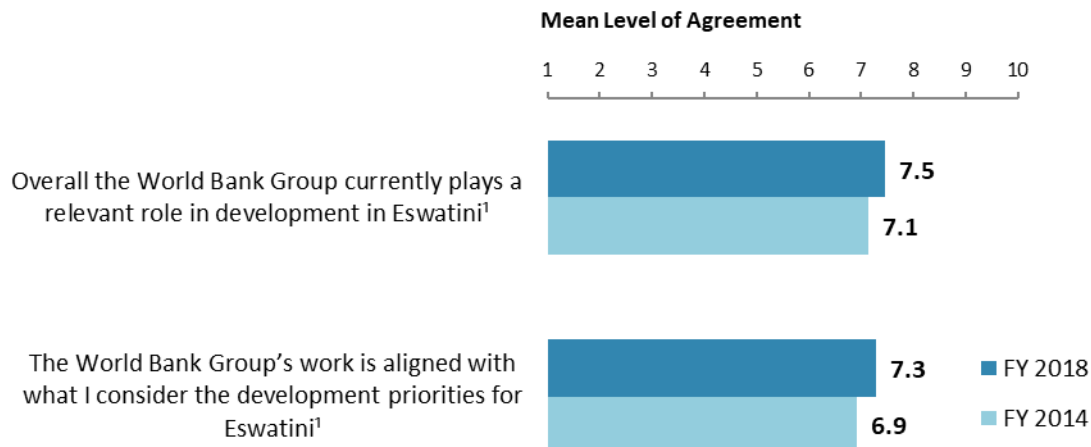 Mean Level of Agreement
1 2 3 4 5 6 7 8 9 10
Overall the World Bank Group currently plays a
relevant role in development in Eswatini¹
7.5
7.1
The World Bank Group’s work is aligned with
what I consider the development priorities for
Eswatini¹
7.3
6.9
FY 2018
FY 2014